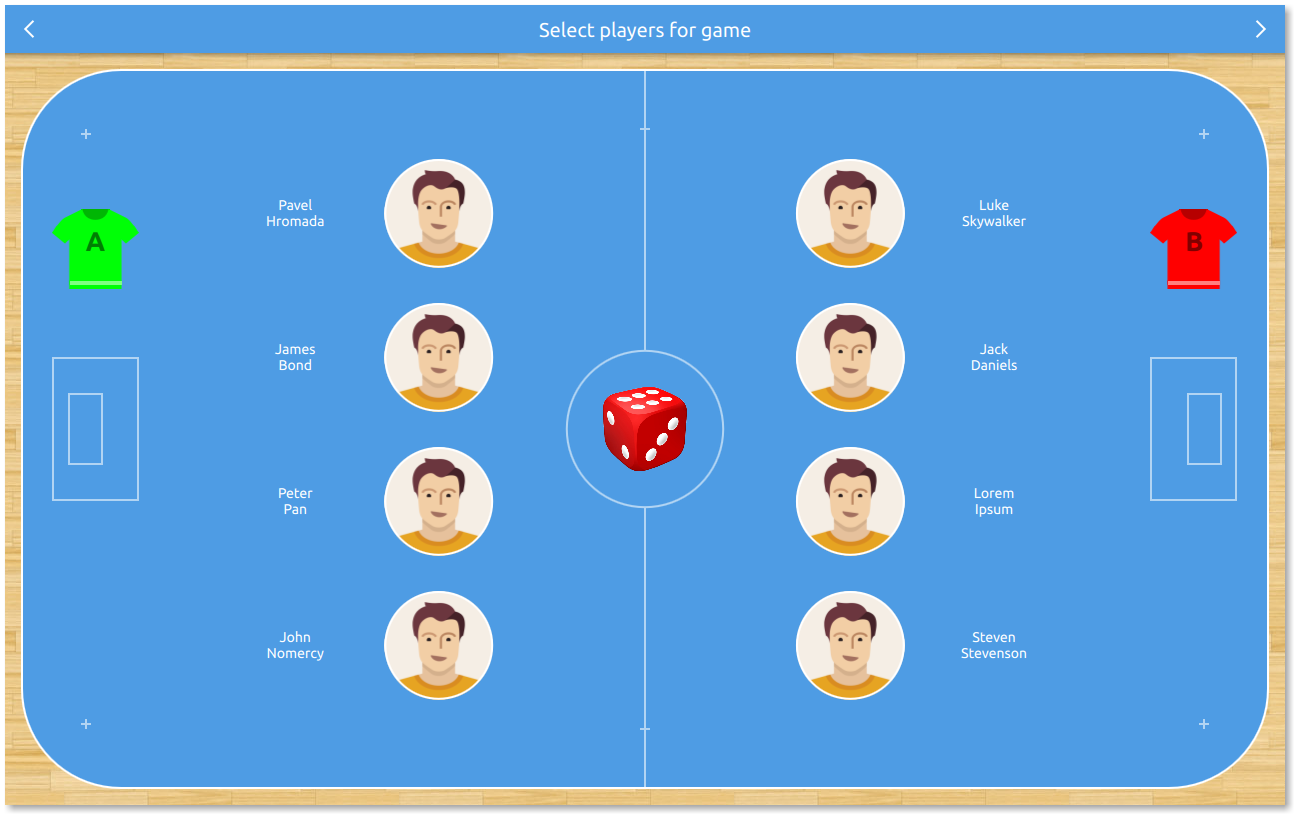 Select players for game
A
B
Pavel
Hromada
Luke
Skywalker
James
Bond
Jack
Daniels
Peter
Pan
Lorem
Ipsum
John
Nomercy
Steven
Stevenson